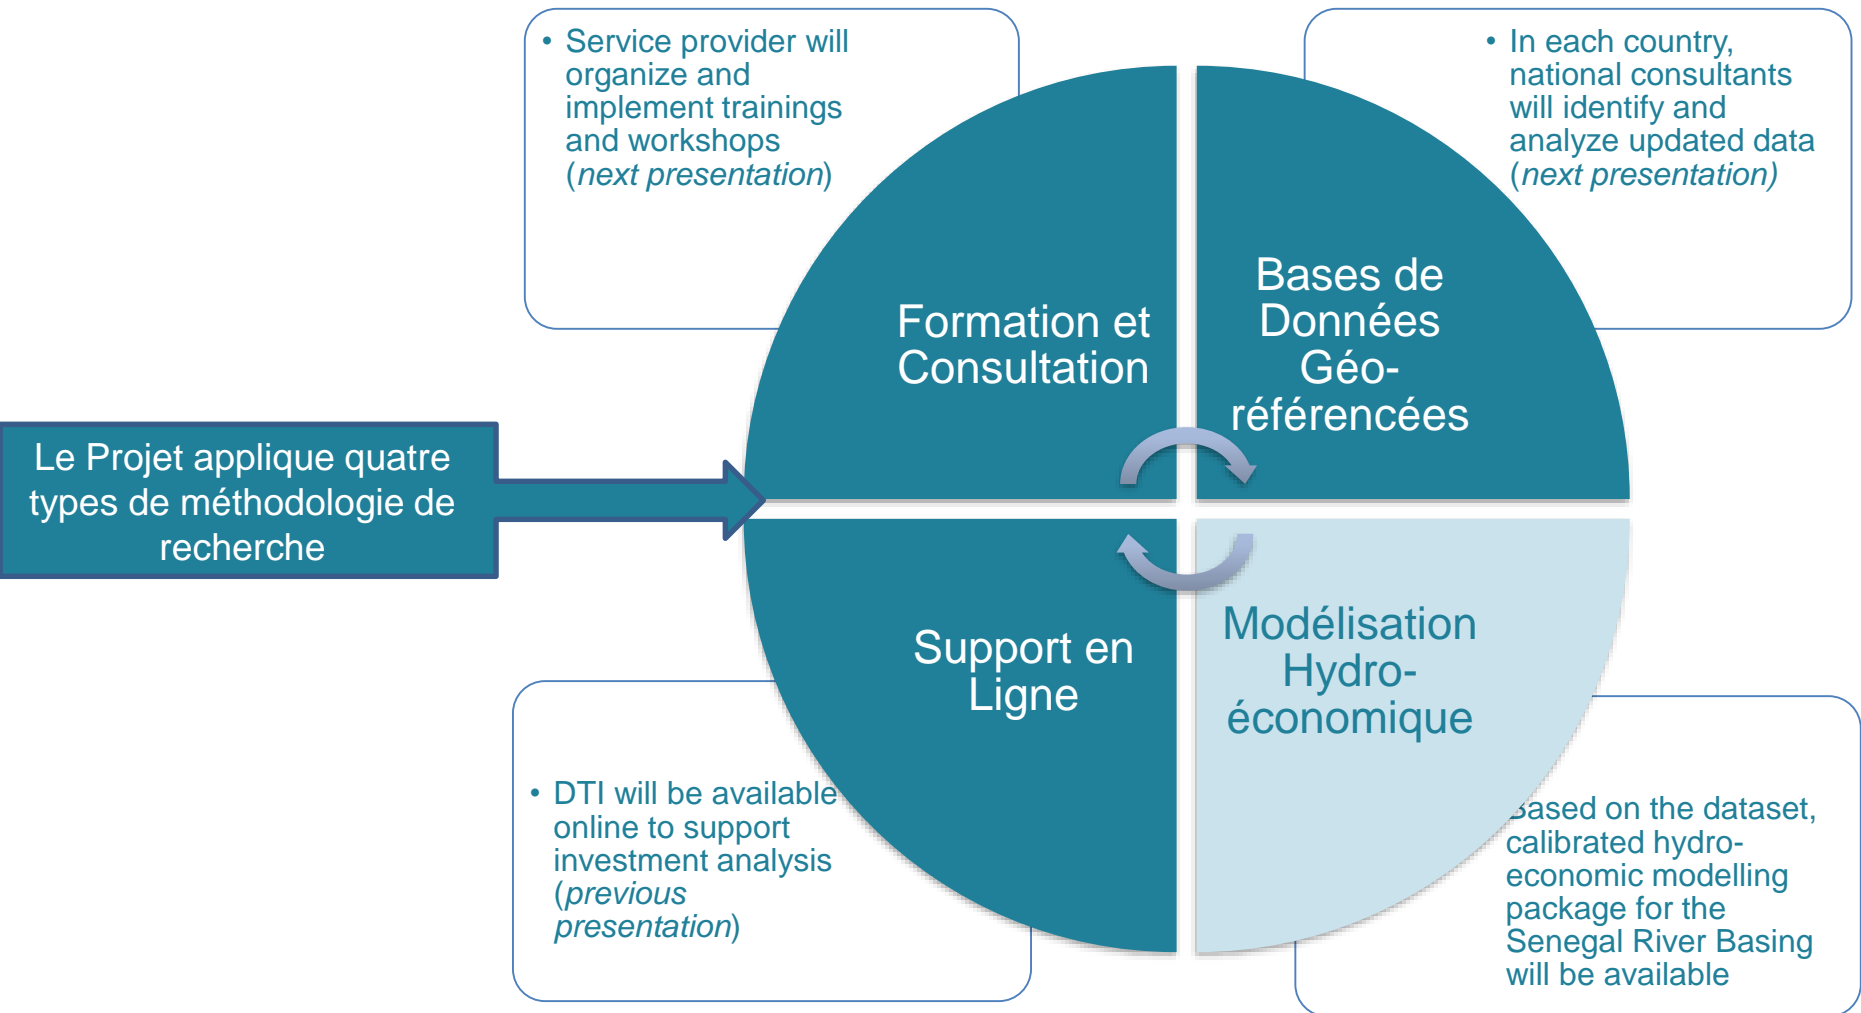 • Service provider will
organize and
implement trainings
and workshops
(next presentation)
• In each country,
national consultants
will identify and
analyze updated data
(next presentation)
Formation et
Consultation
Bases de
Données
Géo-
référencées
Le Projet applique quatre
types de méthodologie de
recherche
Support en
Ligne
Modélisation
Hydro-
économique
• DTI will be available
online to support
investment analysis
(previous
presentation)
Based on the dataset,
calibrated hydro-
economic modelling
package for the
Senegal River Basing
will be available